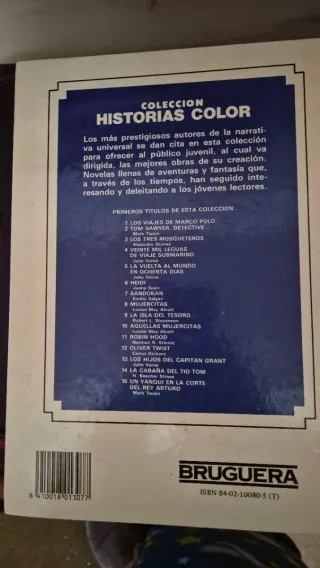 COLECCION
HISTORIAS COLOR
Los más prestigiosos autores de la narrati-
va universal se dan cita en esta colección
para ofrecer al público juvenil, al cual va
dirigida, las mejores obras de su creación.
Novelas llenas de aventuras y fantasía que,
a través de los tiempos, han seguido inte-
resando y deleitando a los jóvenes lectores.
PRIMEROS TITULOS DE ESTA COLECCION:
1 LOS VIAJES DE MARCO POLO
2 TOM SAWYER, DETECTIVE
Mark Twain
3 LOS TRES MOSQUETEROS
Alejandro Dumas
4 VEINTE MIL LEGUAS
DE VIAJE SUBMARINO
Julio Verne
5 LA VUELTA AL MUNDO
EN OCHENTA DIAS
Julio Verne
6 HEIDI
Juana Spyri
7 SANDOKAN
Emilio Salgari
8 MUJERCITAS
Louisa May Alcott
9 LA ISLA DEL TESORO
Robert L. Stevenson
10 AQUELLAS MUJERCITAS
Louisa May Alcott
11 ROBIN HOOD
12 OLIVER TWIST
Carlos Dickens
13 LOS HIJOS DEL CAPITAN GRANT
Julio Verne
14 LA CABAÑA DEL TIO TOM
H. Beecher Stowe
15 UN YANQUI EN LA CORTE
DEL REY ARTURO
Mark Twain
8 410018 013077
BRUGUERA
ISBN 84-02-10080-5 (T)